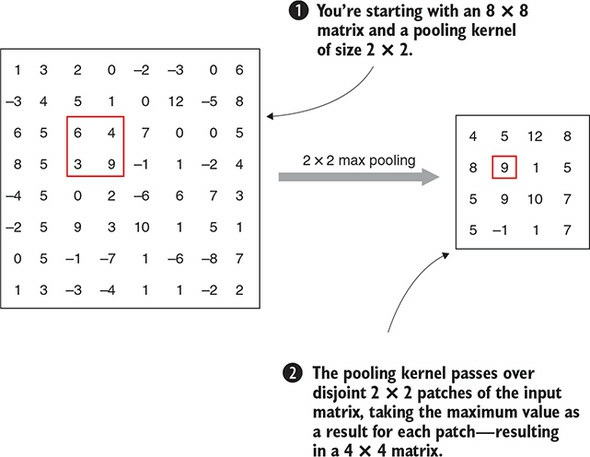 ❶ You’re starting with an 8 × 8
matrix and a pooling kernel
of size 2 × 2.
1 3 2 0 –2 –3 0 6
–3 4 5 1 0 12 –5 8
6 5 6 4 7 0 0 5
8 5 3 9 –1 1 –2 4
–4 5 0 2 –6 6 7 3
–2 5 9 3 10 1 5 1
0 5 –1 –7 1 –6 –8 7
1 3 –3 –4 1 1 –2 2
2 × 2 max pooling
4 5 12 8
8 9 1 5
5 9 10 7
5 –1 1 7
❷ The pooling kernel passes over
disjoint 2 × 2 patches of the input
matrix, taking the maximum value as
a result for each patch—resulting
in a 4 × 4 matrix.